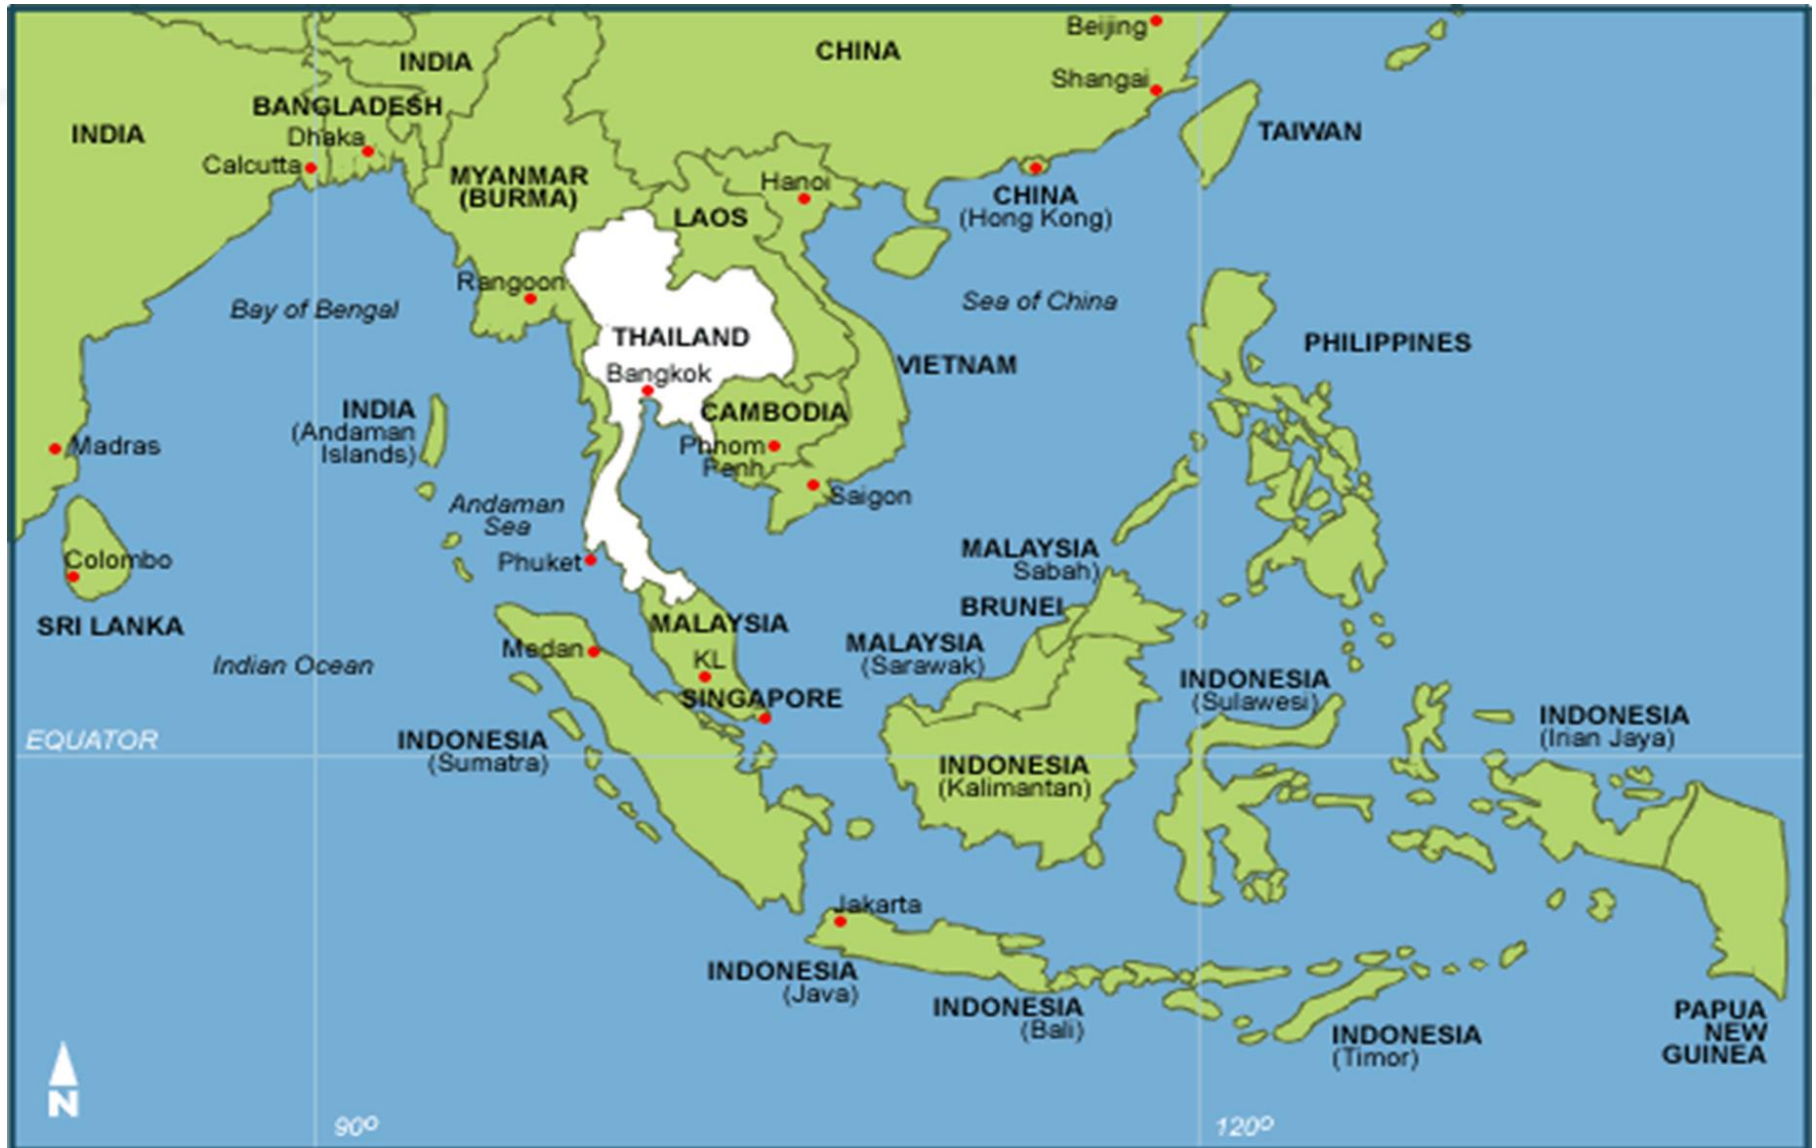 Beijing
CHINA
INDIA
Shangai
BANGLADESH
INDIA
TAIWAN
Dhaka
Calcutta
MYANMAR
(BURMA)
Hanoi
CHINA
(Hong Kong)
LAOS
Rangoon
Bay of Bengal
Sea of China
THAILAND
PHILIPPINES
VIETNAM
Bangkok
INDIA
(Andaman
Islands)
CAMBODIA
Madras
Phhom
Penh
Saigon
Andaman
Sea
Phuket
MALAYSIA
Sabah)
Colombo
BRUNEI
SRI LANKA
MALAYSIA
MALAYSIA
(Sarawak)
Medan
KL
Indian Ocean
INDONESIA
(Sulawesi)
SINGAPORE
INDONESIA
(Irian Jaya)
EQUATOR
INDONESIA
(Sumatra)
INDONESIA
(Kalimantan)
Jakarta
INDONESIA
(Java)
INDONESIA
(Bali)
PAPUA
NEW
GUINEA
INDONESIA
(Timor)
N
90º
120º